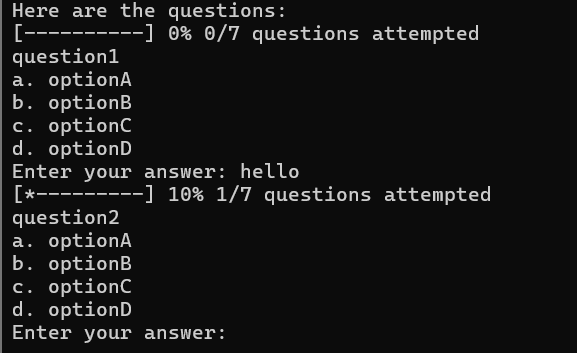 Here are the questions:
[----------] 0% 0/7 questions attempted
question1
a. optionA
b. optionB
c. optionC
d. optionD
Enter your answer: hello
[*---------] 10% 1/7 questions attempted
question2
a. optionA
b. optionB
c. optionC
d. optionD
Enter your answer: